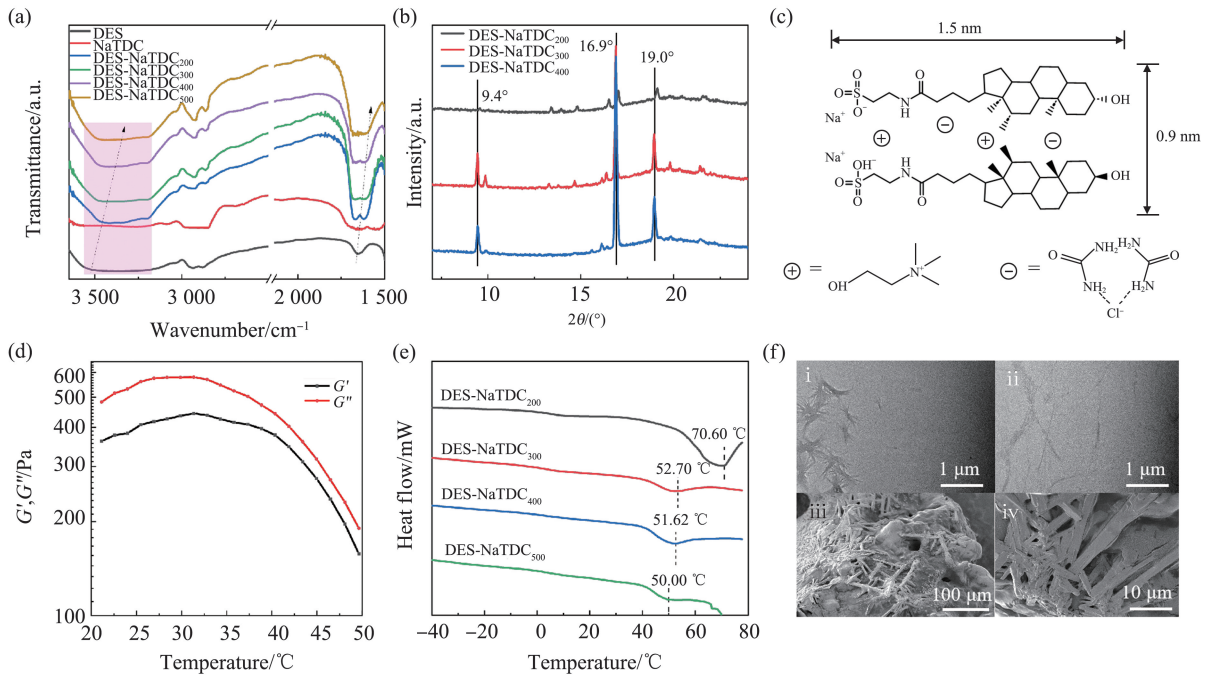 (a)
DES
NaTDC
DES-NaTDC200
DES-NaTDC300
DES-NaTDC400
DES-NaTDC500
Transmittance/a.u.
3 500
3 000
2 000
1 500
Wavenumber/cm−1
(b)
DES-NaTDC200
DES-NaTDC300
DES-NaTDC400
9.4°
16.9°
19.0°
Intensity/a.u.
10
15
20
2θ/(°)
(c)
1.5 nm
0.9 nm
O
O
S
O
O−
Na+
N
H
OH
+
−
+
−
Na+
O
OH−
S
O
H
N
O
OH
+ =
OH
N+
− =
O
NH2
H2N
O
NH2
H2N
Cl−
(d)
G′
G″
G′,G″/Pa
600
500
400
300
200
100
20
25
30
35
40
45
50
Temperature/℃
(e)
DES-NaTDC200
70.60 ℃
DES-NaTDC300
52.70 ℃
DES-NaTDC400
51.62 ℃
DES-NaTDC500
50.00 ℃
Heat flow/mW
−40
−20
0
20
40
60
80
Temperature/℃
(f)
i
1 μm
ii
1 μm
iii
100 μm
iv
10 μm